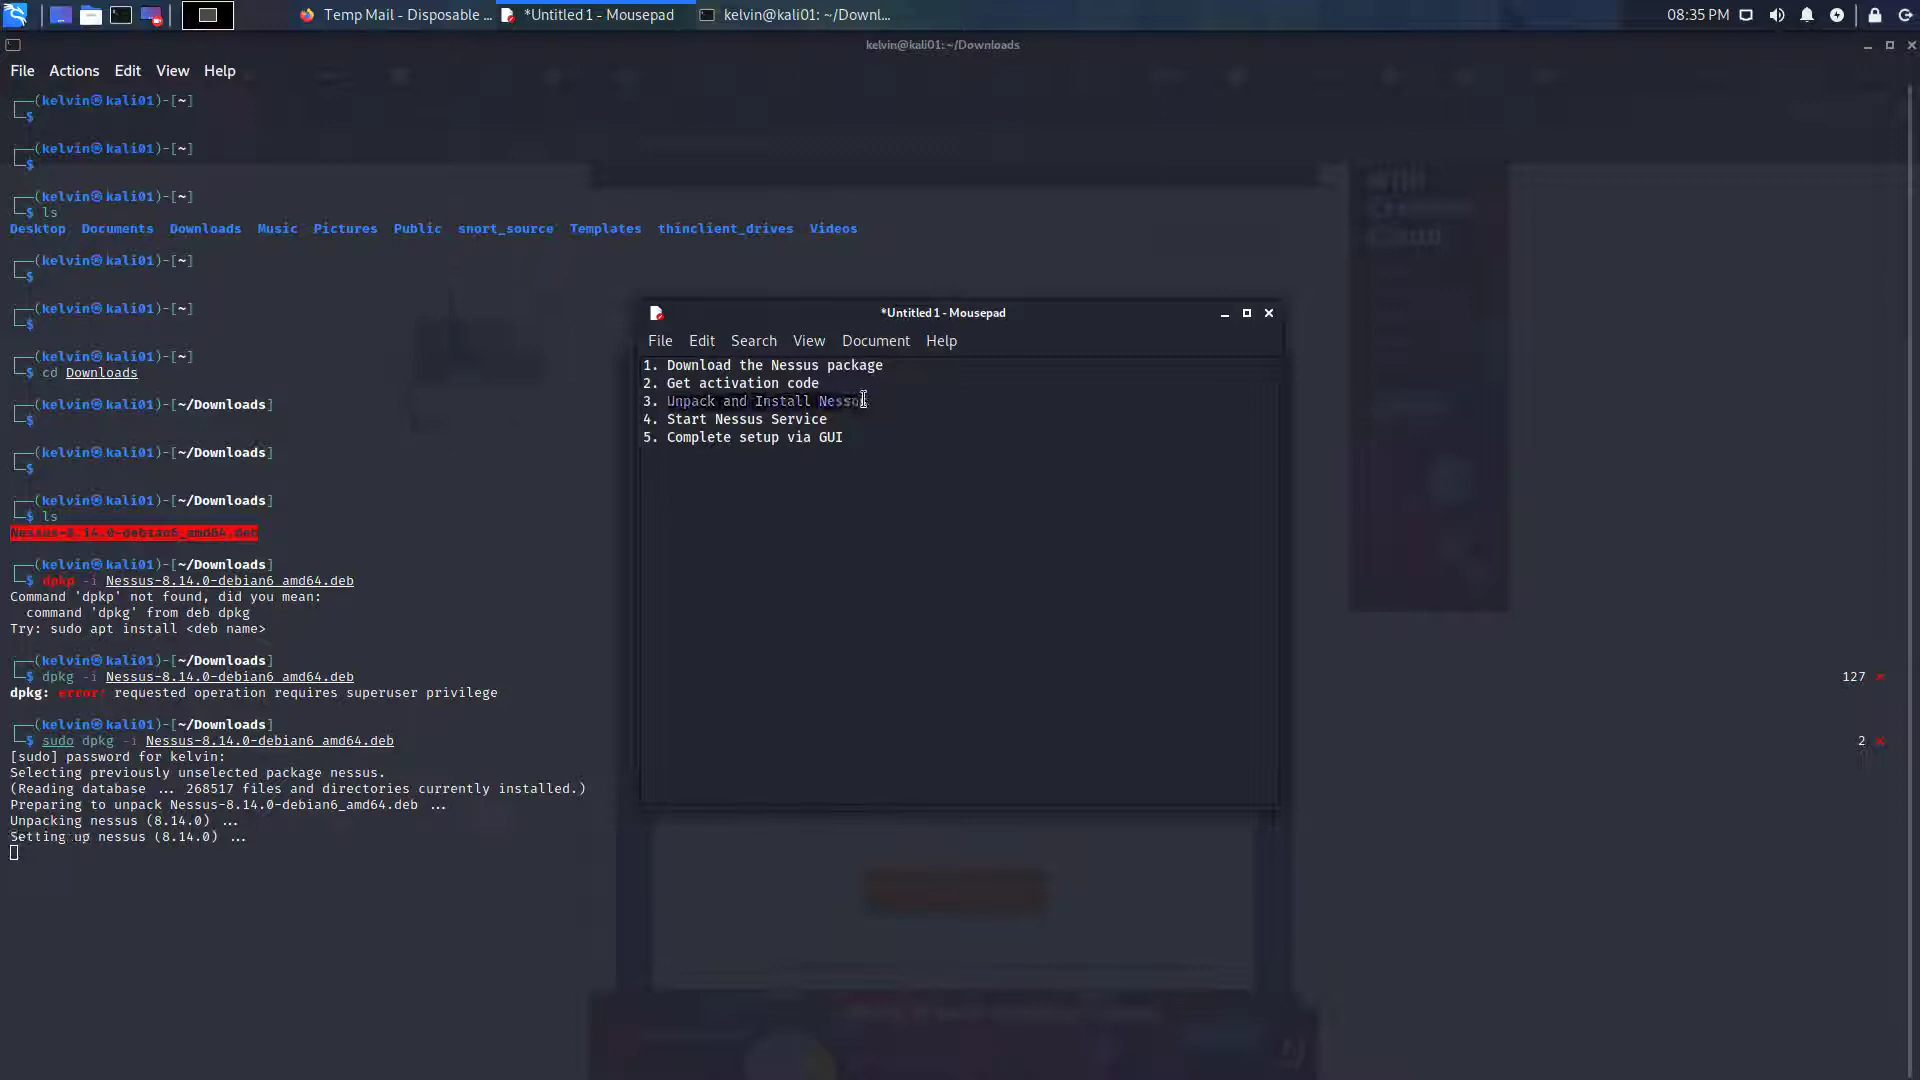 Temp Mail - Disposable ...
*Untitled 1 - Mousepad
kelvin@kali01: ~/Downl...
08:35 PM
kelvin@kali01: ~/Downloads
File Actions Edit View Help
┌──(kelvin㉿kali01)-[~]
└─$
┌──(kelvin㉿kali01)-[~]
└─$
┌──(kelvin㉿kali01)-[~]
└─$ ls
Desktop Documents Downloads Music Pictures Public snort_source Templates thinclient_drives Videos
┌──(kelvin㉿kali01)-[~]
└─$
┌──(kelvin㉿kali01)-[~]
└─$
┌──(kelvin㉿kali01)-[~]
└─$ cd Downloads
┌──(kelvin㉿kali01)-[~/Downloads]
└─$
┌──(kelvin㉿kali01)-[~/Downloads]
└─$
┌──(kelvin㉿kali01)-[~/Downloads]
└─$ ls
Nessus-8.14.0-debian6_amd64.deb
┌──(kelvin㉿kali01)-[~/Downloads]
└─$ dpkp -i Nessus-8.14.0-debian6_amd64.deb
Command 'dpkp' not found, did you mean:
command 'dpkg' from deb dpkg
Try: sudo apt install <deb name>
┌──(kelvin㉿kali01)-[~/Downloads]
└─$ dpkg -i Nessus-8.14.0-debian6_amd64.deb
127
dpkg: error: requested operation requires superuser privilege
┌──(kelvin㉿kali01)-[~/Downloads]
└─$ sudo dpkg -i Nessus-8.14.0-debian6_amd64.deb
2
[sudo] password for kelvin:
Selecting previously unselected package nessus.
(Reading database ... 268517 files and directories currently installed.)
Preparing to unpack Nessus-8.14.0-debian6_amd64.deb ...
Unpacking nessus (8.14.0) ...
Setting up nessus (8.14.0) ...
*Untitled 1 - Mousepad
File Edit Search View Document Help
1. Download the Nessus package
2. Get activation code
3. Unpack and Install Nessus
4. Start Nessus Service
5. Complete setup via GUI